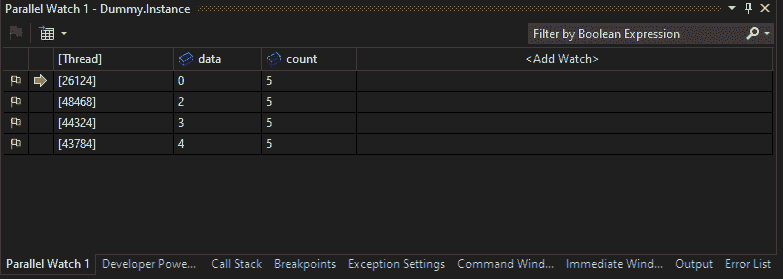 Parallel Watch 1 - Dummy.Instance
Filter by Boolean Expression
[Thread] data count <Add Watch>
[26124] 0 5
[48468] 2 5
[44324] 3 5
[43784] 4 5
Parallel Watch 1 Developer Powe... Call Stack Breakpoints Exception Settings Command Wind... Immediate Wind... Output Error List